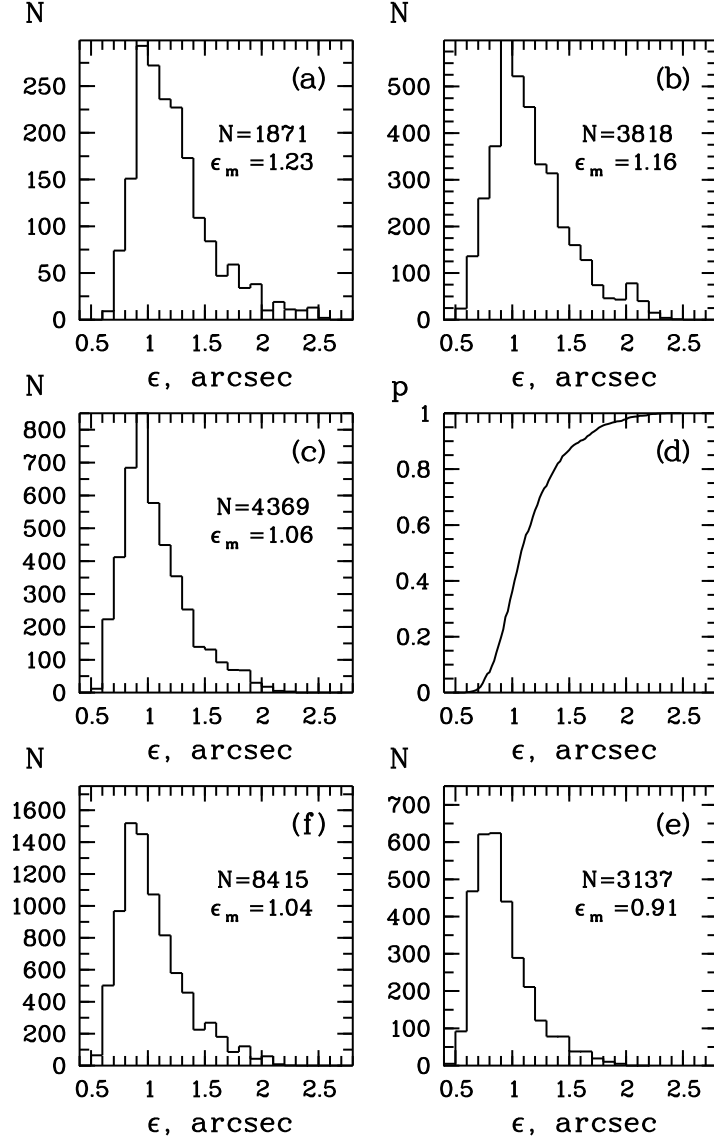 N
(a)
N=1871
ϵm=1.23
250
200
150
100
50
0
0.5 1 1.5 2 2.5
ϵ, arcsec
N
(b)
N=3818
ϵm=1.16
500
400
300
200
100
0
0.5 1 1.5 2 2.5
ϵ, arcsec
N
(c)
N=4369
ϵm=1.06
800
700
600
500
400
300
200
100
0
0.5 1 1.5 2 2.5
ϵ, arcsec
p
(d)
1
0.8
0.6
0.4
0.2
0
0.5 1 1.5 2 2.5
ϵ, arcsec
N
(f)
N=8415
ϵm=1.04
1600
1400
1200
1000
800
600
400
200
0
0.5 1 1.5 2 2.5
ϵ, arcsec
N
(e)
N=3137
ϵm=0.91
700
600
500
400
300
200
100
0
0.5 1 1.5 2 2.5
ϵ, arcsec